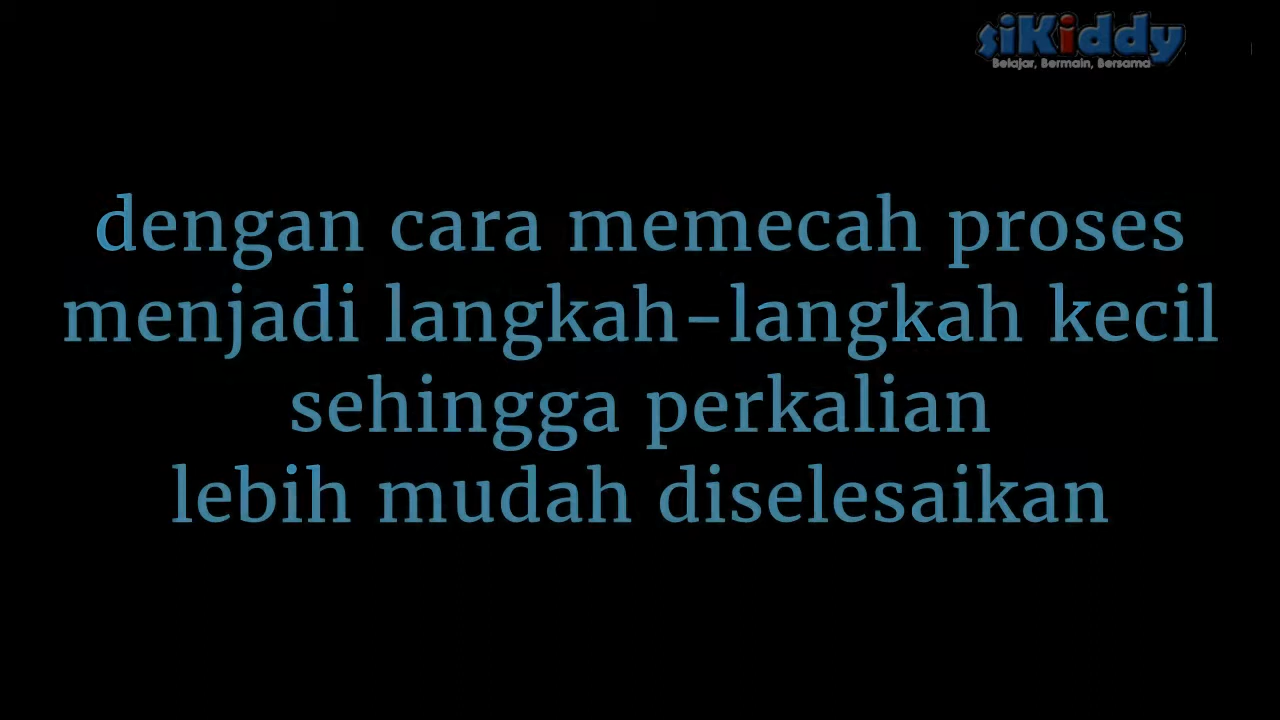 siKiddy
Belajar, Bermain, Bersama
dengan cara memecah proses
menjadi langkah-langkah kecil
sehingga perkalian
lebih mudah diselesaikan